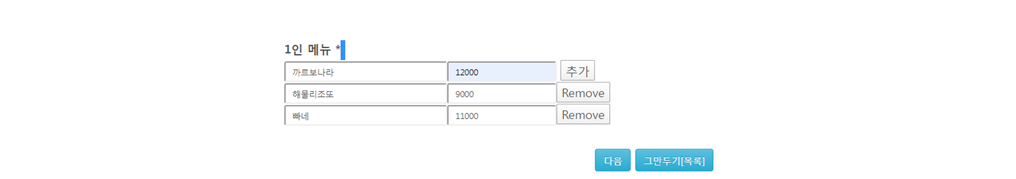 1인 메뉴 *
까르보나라 12000 추가
해물리조또 9000 Remove
빠네 11000 Remove
다음 그만두기[목록]